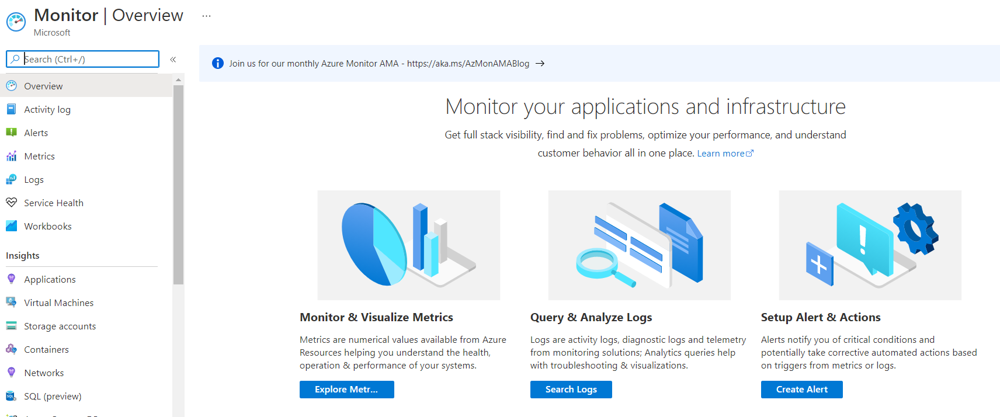 Monitor | Overview ...
Microsoft
Search (Ctrl+/)
«
Overview
Activity log
Alerts
Metrics
Logs
Service Health
Workbooks
Insights
Applications
Virtual Machines
Storage accounts
Containers
Networks
SQL (preview)
Join us for our monthly Azure Monitor AMA - https://aka.ms/AzMonAMABlog →
Monitor your applications and infrastructure
Get full stack visibility, find and fix problems, optimize your performance, and understand
customer behavior all in one place. Learn more
Monitor & Visualize Metrics
Metrics are numerical values available from Azure
Resources helping you understand the health,
operation & performance of your systems.
Explore Metr...
Query & Analyze Logs
Logs are activity logs, diagnostic logs and telemetry
from monitoring solutions; Analytics queries help
with troubleshooting & visualizations.
Search Logs
Setup Alert & Actions
Alerts notify you of critical conditions and
potentially take corrective automated actions based
on triggers from metrics or logs.
Create Alert